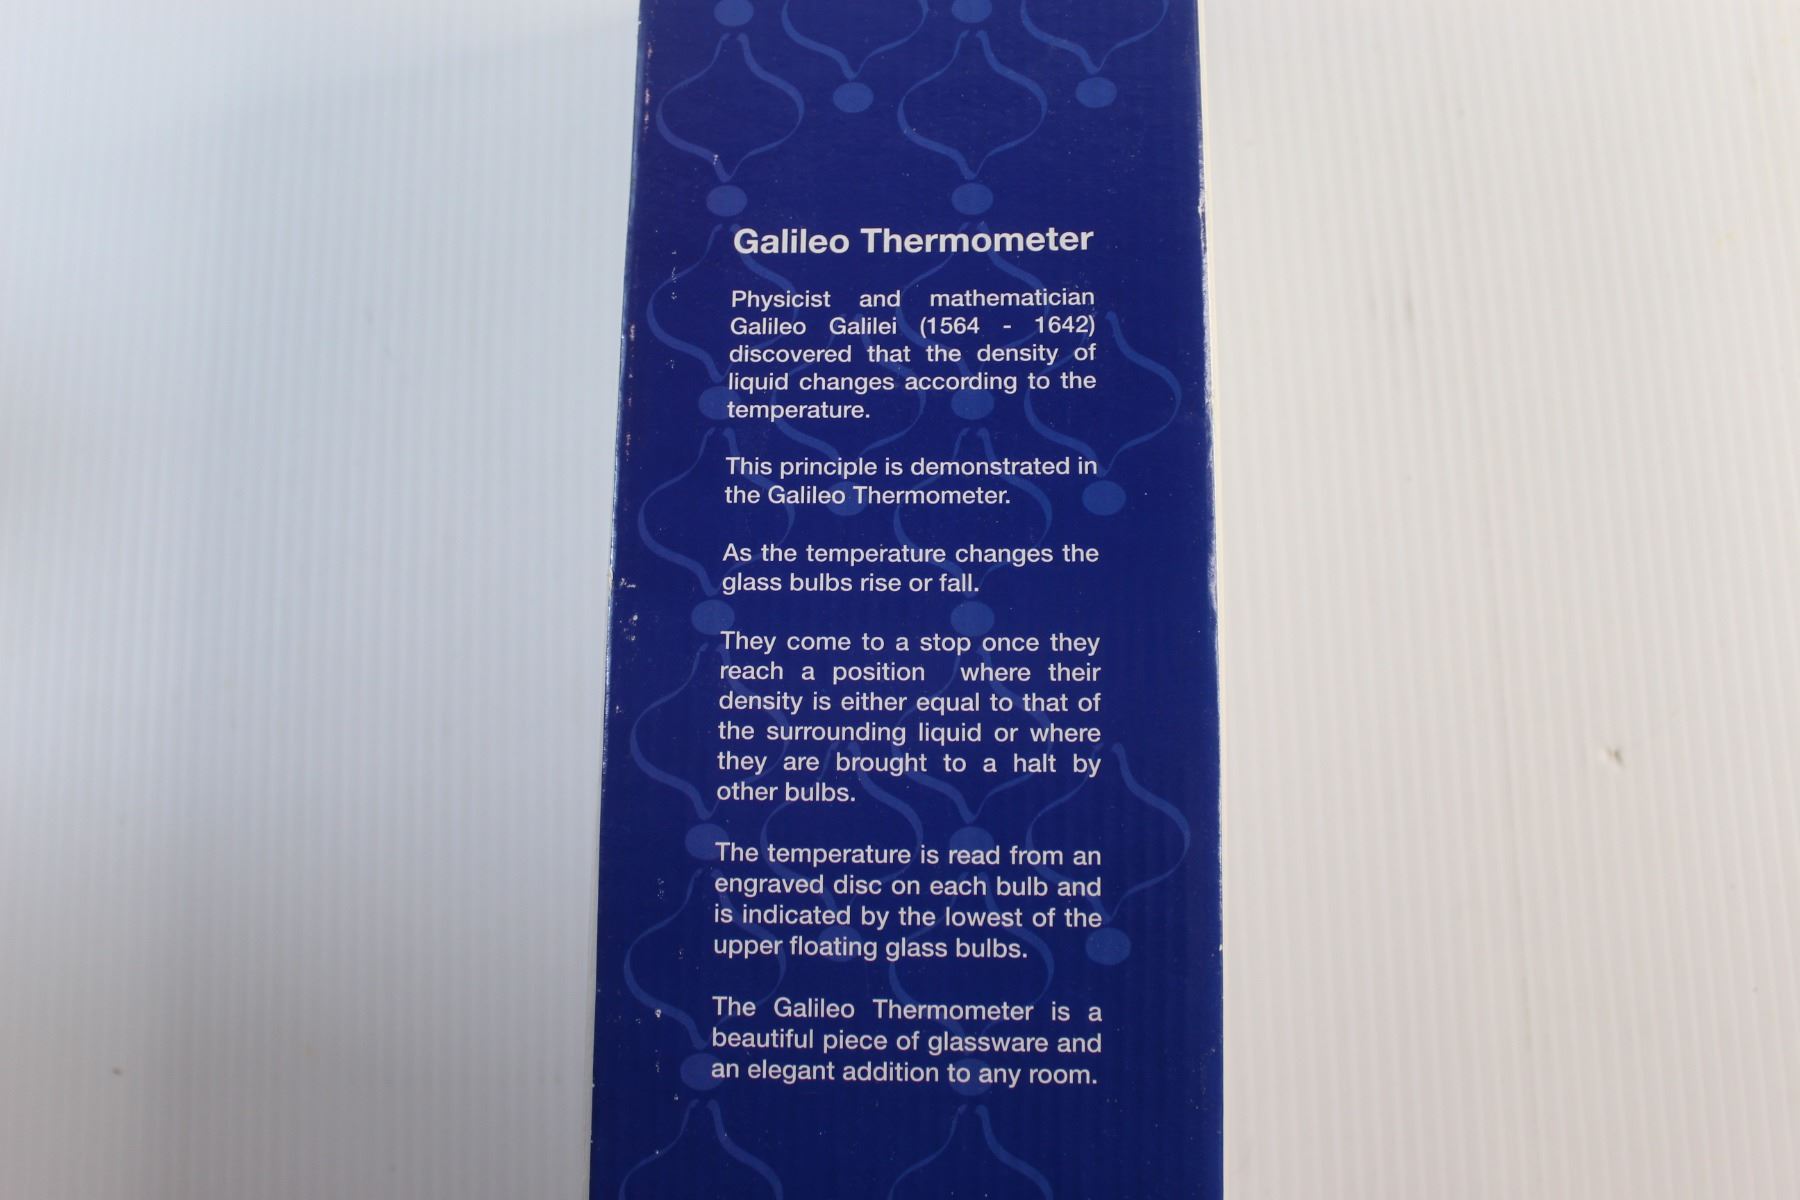 Galileo Thermometer
Physicist and mathematician
Galileo Galilei (1564 - 1642)
discovered that the density of
liquid changes according to the
temperature.
This principle is demonstrated in
the Galileo Thermometer.
As the temperature changes the
glass bulbs rise or fall.
They come to a stop once they
reach a position where their
density is either equal to that of
the surrounding liquid or where
they are brought to a halt by
other bulbs.
The temperature is read from an
engraved disc on each bulb and
is indicated by the lowest of the
upper floating glass bulbs.
The Galileo Thermometer is a
beautiful piece of glassware and
an elegant addition to any room.